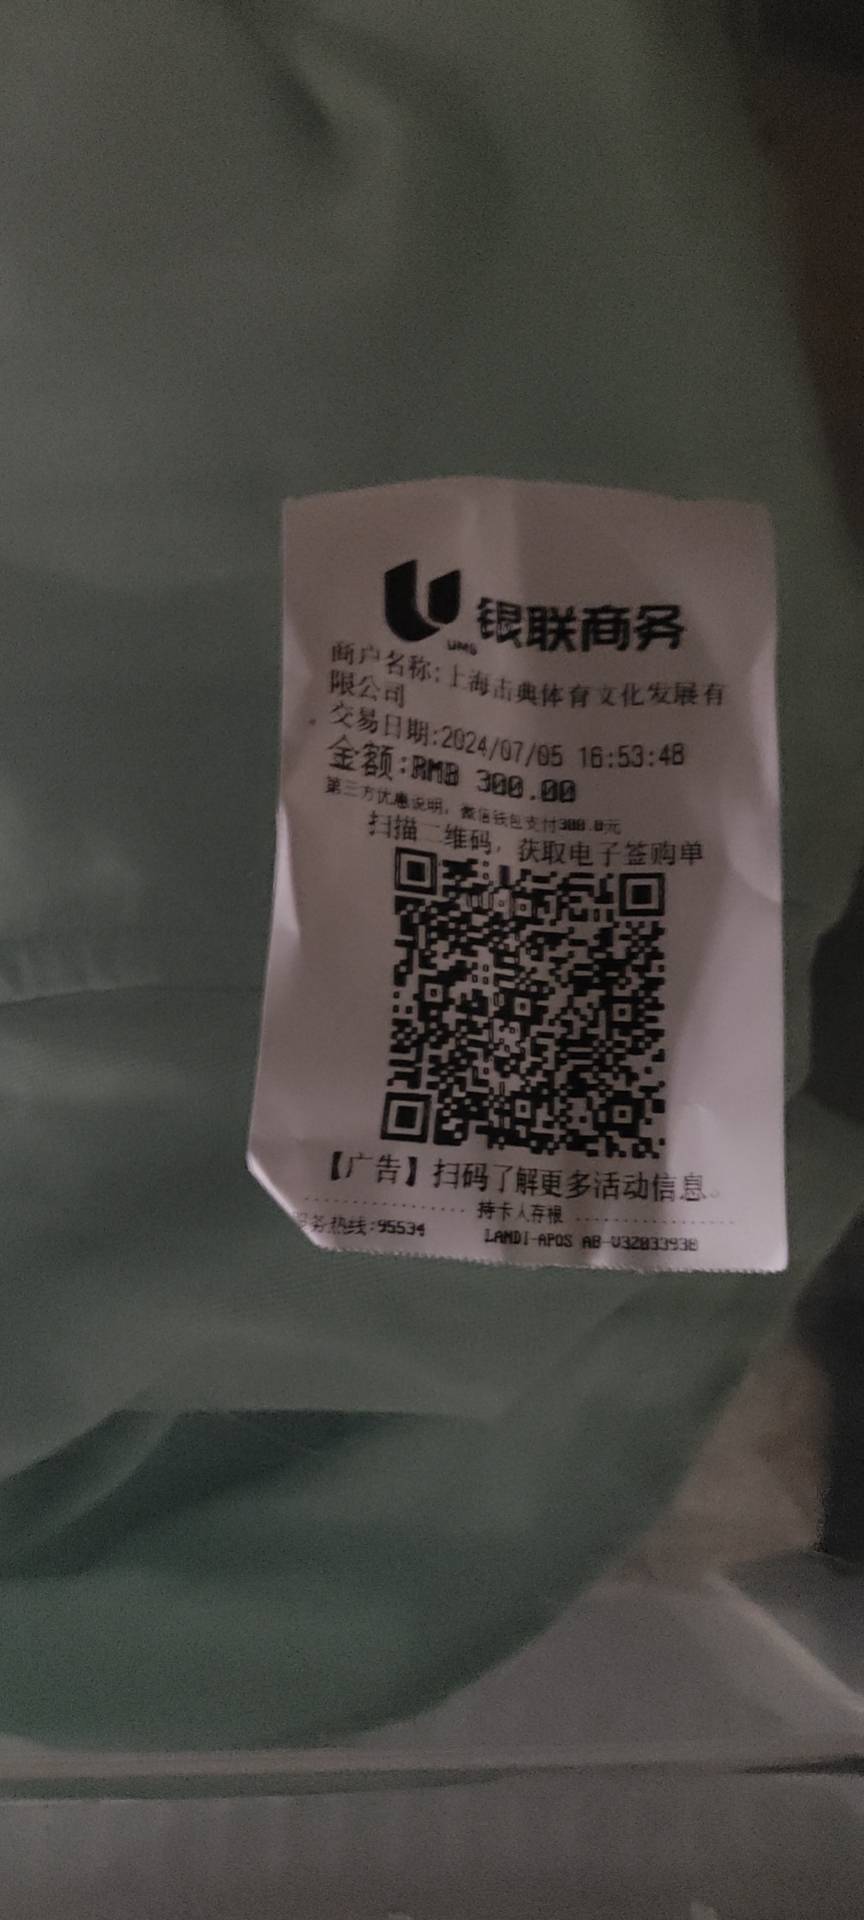 UMS 银联商务
商户名称:上海击典体育文化发展有
限公司
交易日期:2024/07/05 16:53:48
金额:RMB 300.00
第三方优惠说明，微信钱包支付300.0元
扫描二维码，获取电子签购单
【广告】扫码了解更多活动信息。
持卡人存根
服务热线:95534 LANDI-APOS AB-V32033938